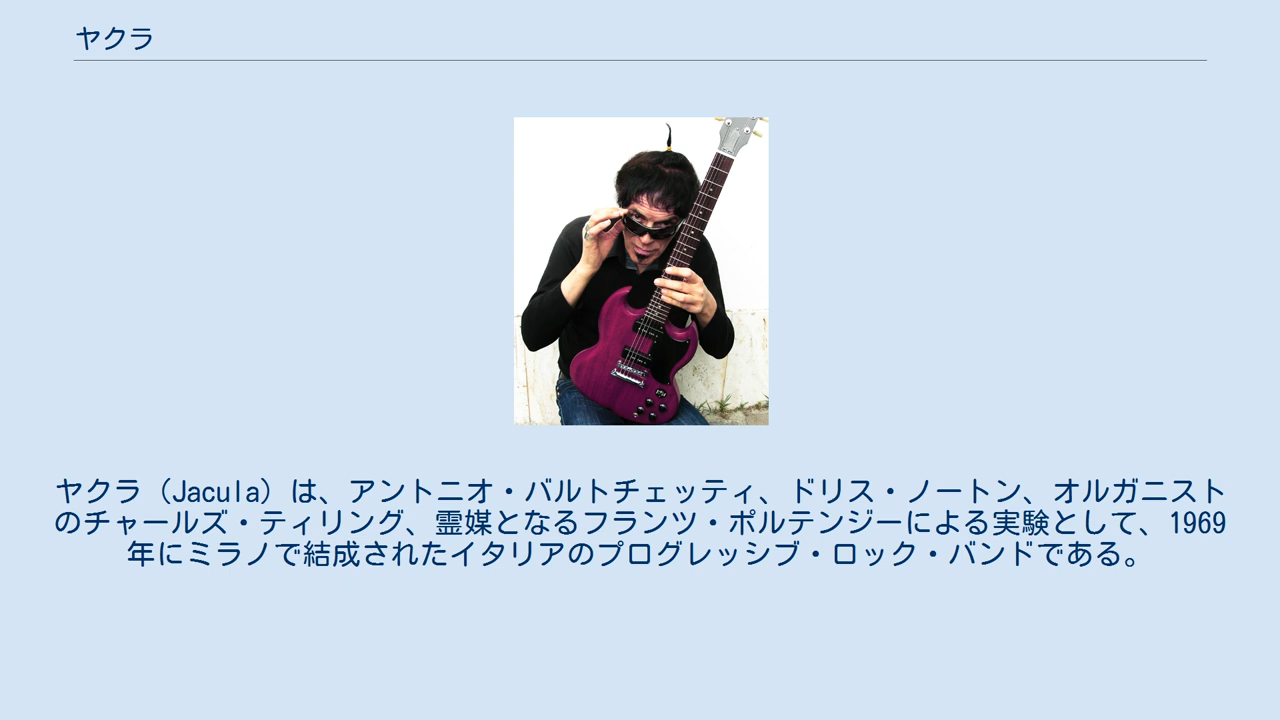 ヤクラ
ヤクラ（Jacula）は、アントニオ・バルトチェッティ、ドリス・ノートン、オルガニスト
のチャールズ・ティリング、霊媒となるフランツ・ポルテンジーによる実験として、1969
年にミラノで結成されたイタリアのプログレッシブ・ロック・バンドである。